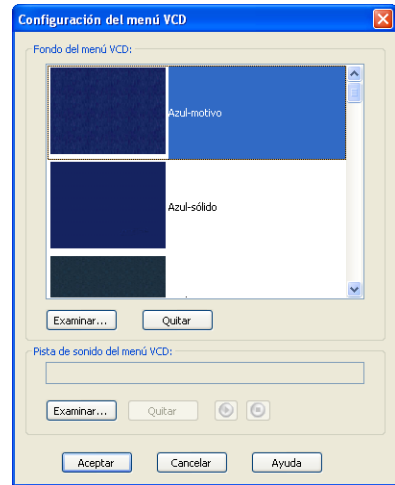 Configuración del menú VCD
Fondo del menú VCD:
Azul-motivo
Azul-sólido
Examinar...
Quitar
Pista de sonido del menú VCD:
Examinar...
Quitar
Aceptar
Cancelar
Ayuda